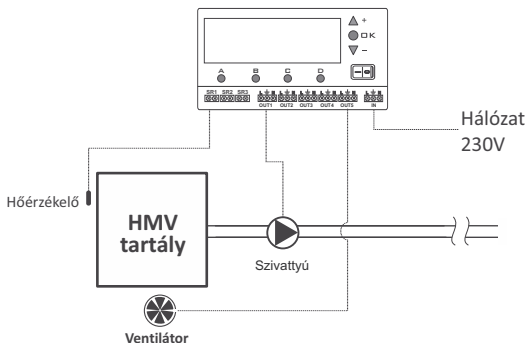 +
OK
−
A B C D
SR1 SR2 SR3
OUT1 OUT2 OUT3 OUT4 OUT5 IN
Hálózat
230V
Hőérzékelő
HMV
tartály
Szivattyú
Ventilátor